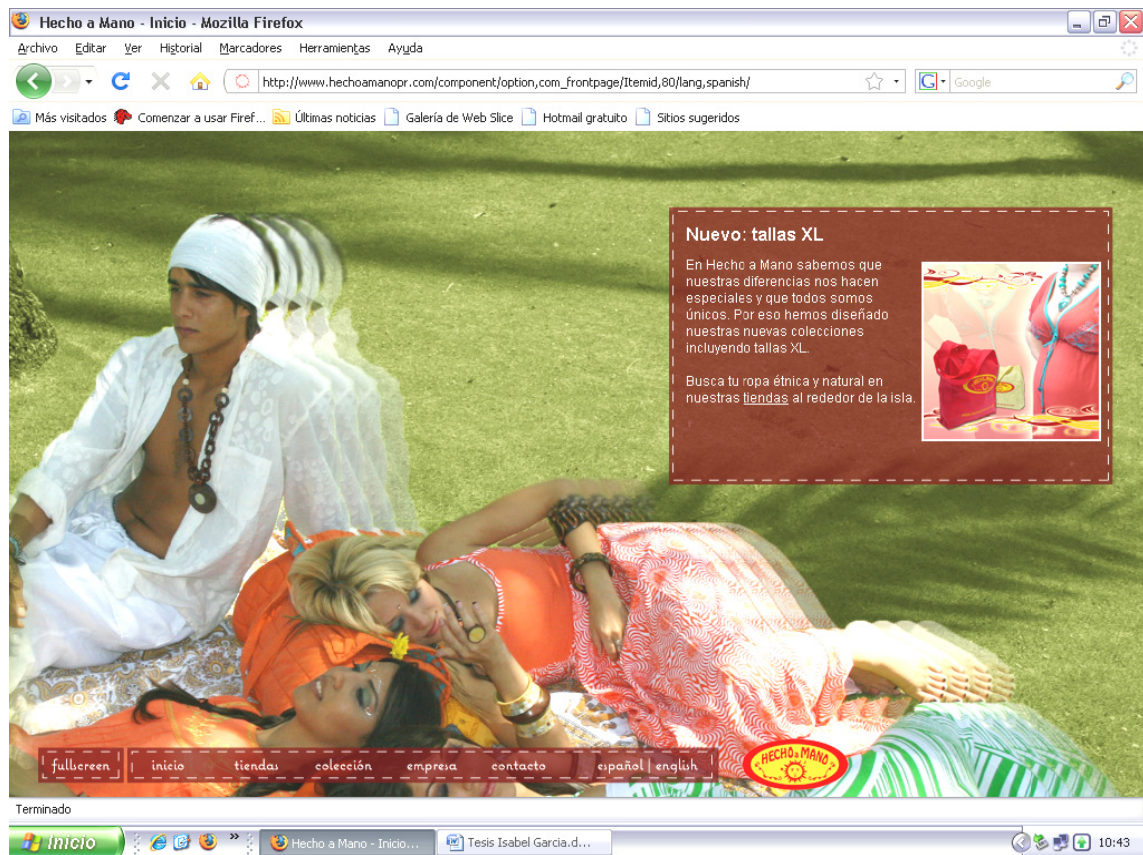 Hecho a Mano - Inicio - Mozilla Firefox
Archivo Editar Ver Historial Marcadores Herramientas Ayuda
http://www.hechoamanopr.com/component/option,com_frontpage/Itemid,80/lang,spanish/ Google
Más visitados Comenzar a usar Firef... Últimas noticias Galería de Web Slice Hotmail gratuito Sitios sugeridos
Nuevo: tallas XL
En Hecho a Mano sabemos que
nuestras diferencias nos hacen
especiales y que todos somos
únicos. Por eso hemos diseñado
nuestras nuevas colecciones
incluyendo tallas XL.
Busca tu ropa étnica y natural en
nuestras tiendas al rededor de la isla.
fullscreen inicio tiendas colección empresa contacto español | english
HECHO a MANO
Terminado
Inicio » Hecho a Mano - Inicio... Tesis Isabel Garcia.d... 10:43